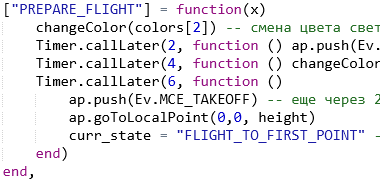 ["PREPARE_FLIGHT"] = function(x)
changeColor(colors[2]) -- смена цвета свет
Timer.callLater(2, function () ap.push(Ev.
Timer.callLater(4, function () changeColor
Timer.callLater(6, function ()
ap.push(Ev.MCE_TAKEOFF) -- еще через 2
ap.goToLocalPoint(0,0, height)
curr_state = "FLIGHT_TO_FIRST_POINT" -
end)
end,